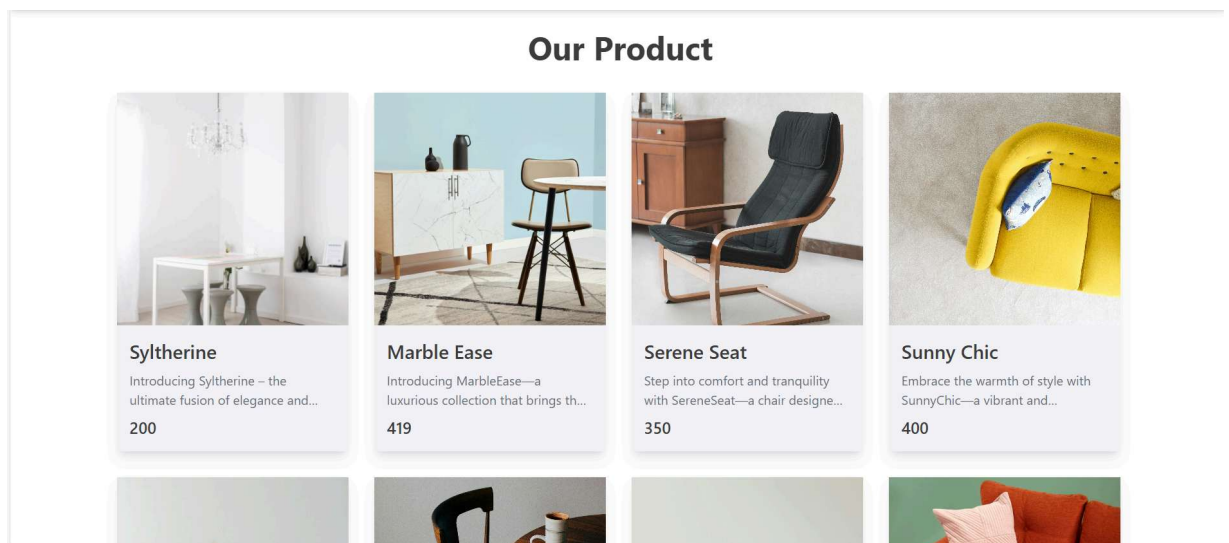 Our Product
Syltherine
Introducing Syltherine – the
ultimate fusion of elegance and...
200
Marble Ease
Introducing MarbleEase—a
luxurious collection that brings th...
419
Serene Seat
Step into comfort and tranquility
with SereneSeat—a chair designe...
350
Sunny Chic
Embrace the warmth of style with
SunnyChic—a vibrant and...
400